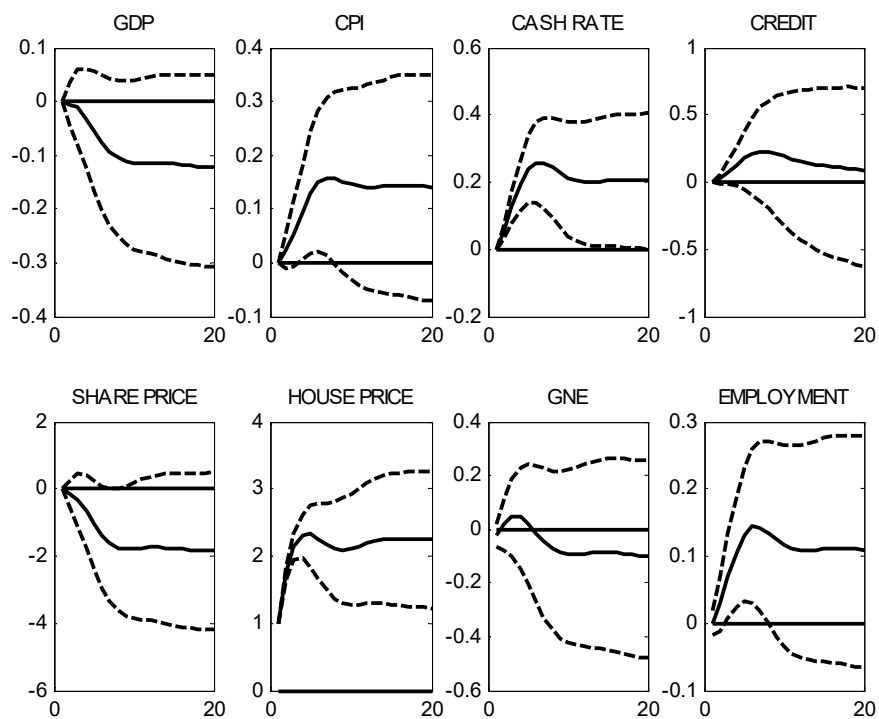 GDP CPI CASH RATE CREDIT
0.1 0.4 0.6 1
0 0.3 0.4 0.5
-0.1 0.2 0.2 0
-0.2 0.1 0 -0.5
-0.3 0
-0.4 -0.1 -0.2 -1
0 20 0 20 0 20 0 20
SHARE PRICE HOUSE PRICE GNE EMPLOYMENT
2 4 0.4 0.3
0 3 0.2 0.2
-2 2 0 0.1
-4 1 -0.2 0
-0.4
-6 0 -0.6 -0.1
0 20 0 20 0 20 0 20